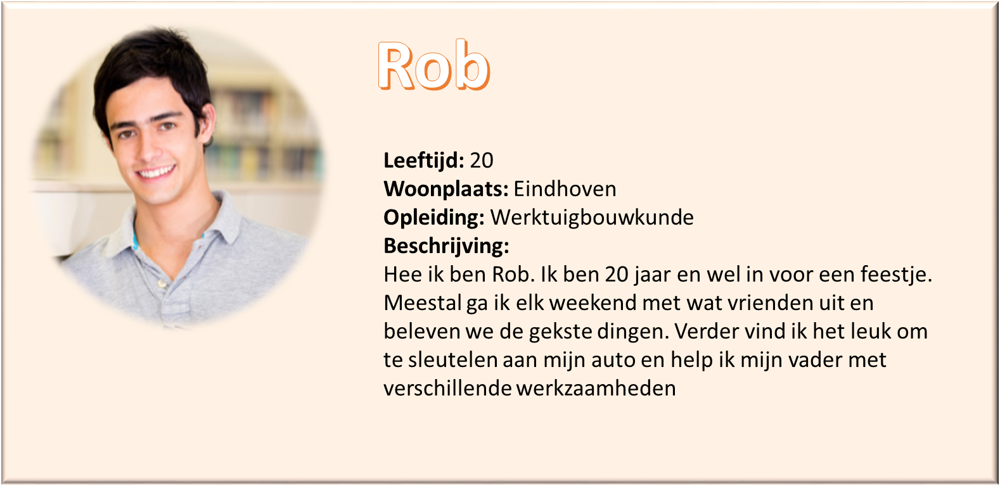 Rob
Leeftijd: 20
Woonplaats: Eindhoven
Opleiding: Werktuigbouwkunde
Beschrijving:
Hee ik ben Rob. Ik ben 20 jaar en wel in voor een feestje.
Meestal ga ik elk weekend met wat vrienden uit en
beleven we de gekste dingen. Verder vind ik het leuk om
te sleutelen aan mijn auto en help ik mijn vader met
verschillende werkzaamheden